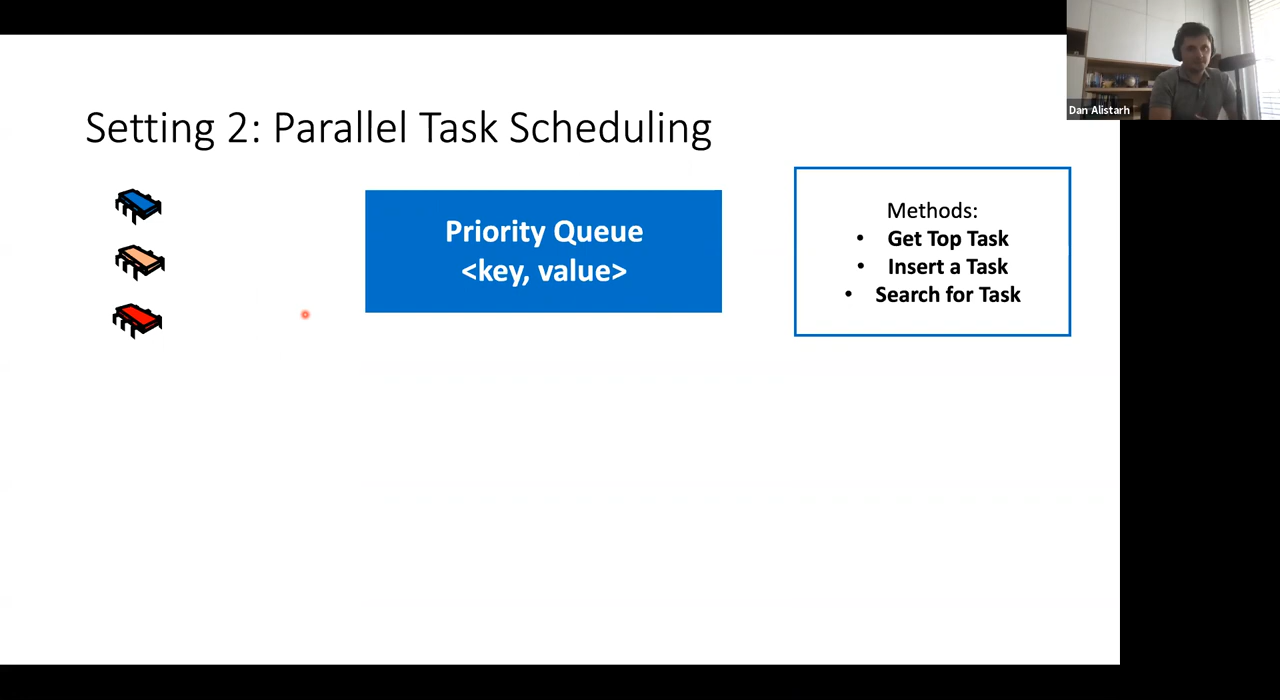 Setting 2: Parallel Task Scheduling
Priority Queue
<key, value>
Methods:
• Get Top Task
• Insert a Task
• Search for Task
Dan Alistarh